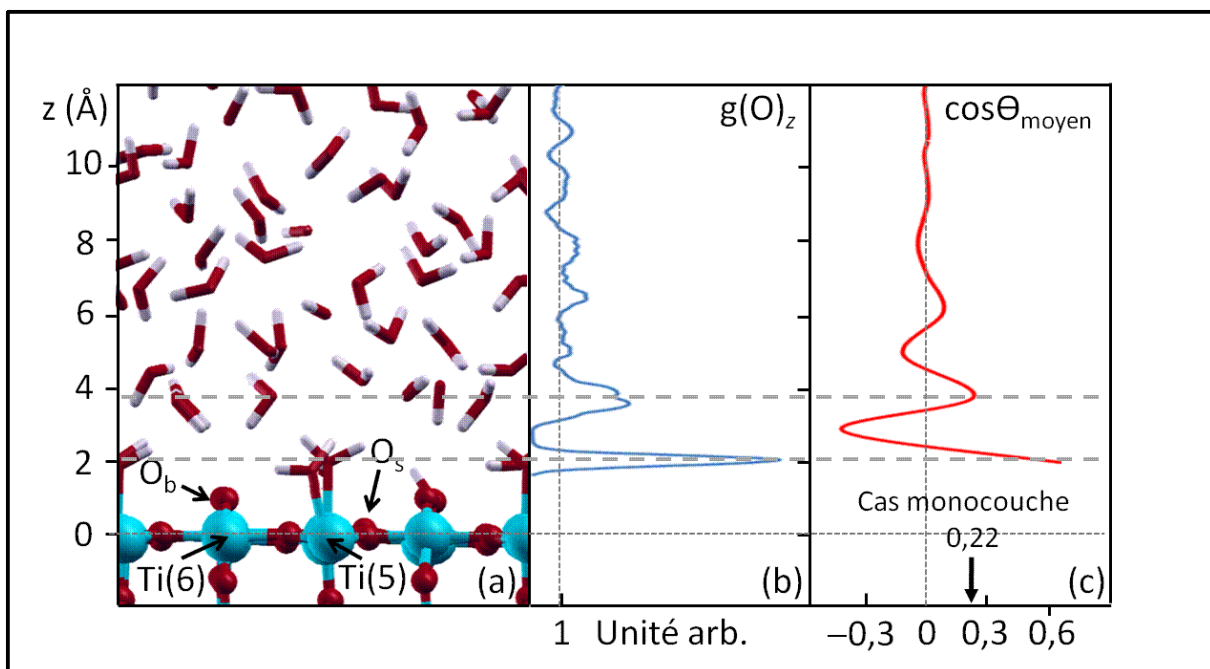 z (Å)
10
8
6
4
2
0
O_b
O_s
Ti(6)
Ti(5)
(a)
g(O)_z
(b)
1 Unité arb.
cosΘ_moyen
Cas monocouche
0,22
(c)
−0,3 0 0,3 0,6